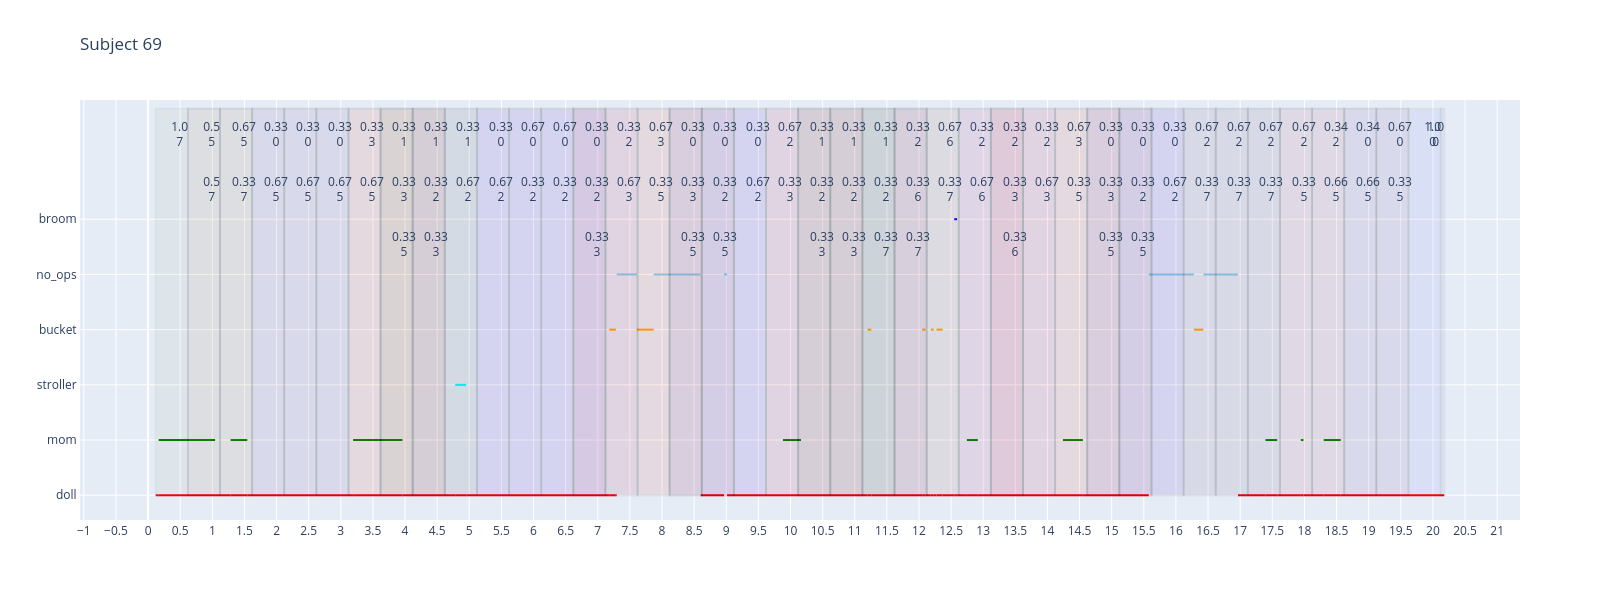 Subject 69
1.0 0.5 0.67 0.33 0.33 0.33 0.33 0.33 0.33 0.33 0.33 0.67 0.67 0.33 0.33 0.67 0.33 0.33 0.33 0.67 0.33 0.33 0.33 0.33 0.67 0.33 0.33 0.33 0.67 0.33 0.33 0.33 0.67 0.67 0.67 0.67 0.34 0.34 0.67
7 5 5 0 0 0 3 1 1 1 0 0 0 0 2 3 0 0 0 2 1 1 1 2 6 2 2 2 3 0 0 0 2 2 2 2 2 0 0
0.5 0.33 0.67 0.67 0.67 0.67 0.33 0.33 0.67 0.67 0.33 0.33 0.33 0.67 0.33 0.33 0.33 0.67 0.33 0.33 0.33 0.33 0.33 0.33 0.67 0.33 0.67 0.33 0.33 0.33 0.67 0.33 0.33 0.33 0.33 0.66 0.66 0.33
7 7 5 5 5 5 3 2 2 2 2 2 2 3 5 3 2 2 3 2 2 2 6 7 6 3 3 5 3 2 2 7 7 7 5 5 5 5
broom
0.33 0.33 0.33 0.33 0.33 0.33 0.33 0.33 0.33 0.33 0.33 0.33
5 3 3 5 5 3 3 7 7 6 5 5
no_ops
bucket
stroller
mom
doll
−1 −0.5 0 0.5 1 1.5 2 2.5 3 3.5 4 4.5 5 5.5 6 6.5 7 7.5 8 8.5 9 9.5 10 10.5 11 11.5 12 12.5 13 13.5 14 14.5 15 15.5 16 16.5 17 17.5 18 18.5 19 19.5 20 20.5 21